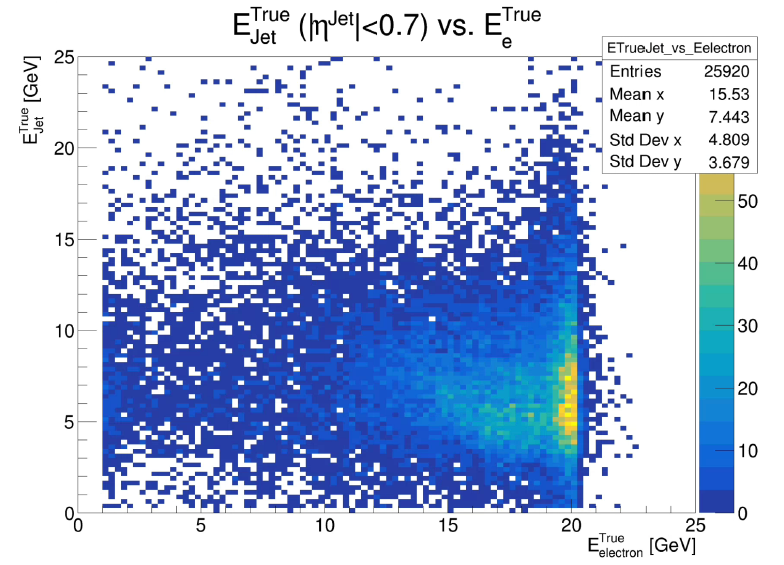 E_Jet^True (|η^Jet|<0.7) vs. E_e^True
ETrueJet_vs_Eelectron
Entries 25920
Mean x 15.53
Mean y 7.443
Std Dev x 4.809
Std Dev y 3.679
E_Jet^True [GeV]
25
20
15
10
5
0
0 5 10 15 20 25
E_electron^True [GeV]
50
40
30
20
10
0